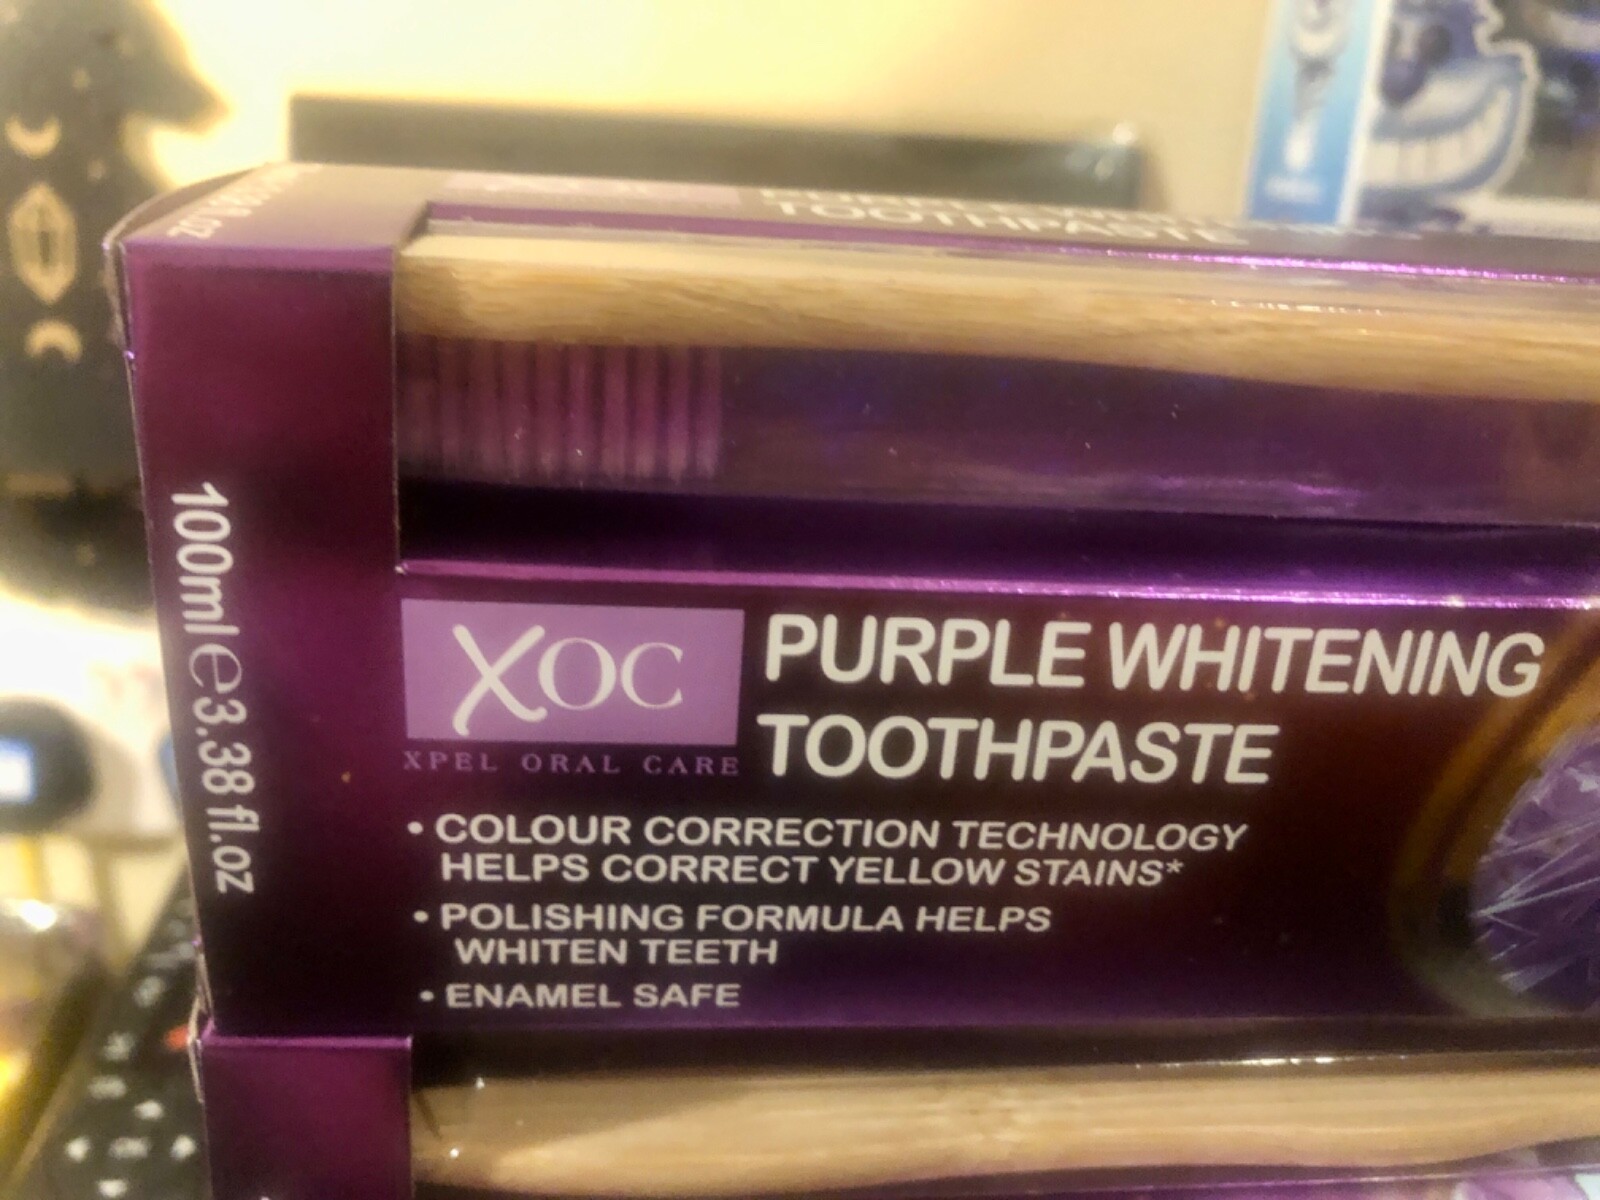 TOOTHPASTE
100ml e 3.38 fl.oz
XOC
XPEL ORAL CARE
PURPLE WHITENING
TOOTHPASTE
• COLOUR CORRECTION TECHNOLOGY
HELPS CORRECT YELLOW STAINS*
• POLISHING FORMULA HELPS
WHITEN TEETH
• ENAMEL SAFE